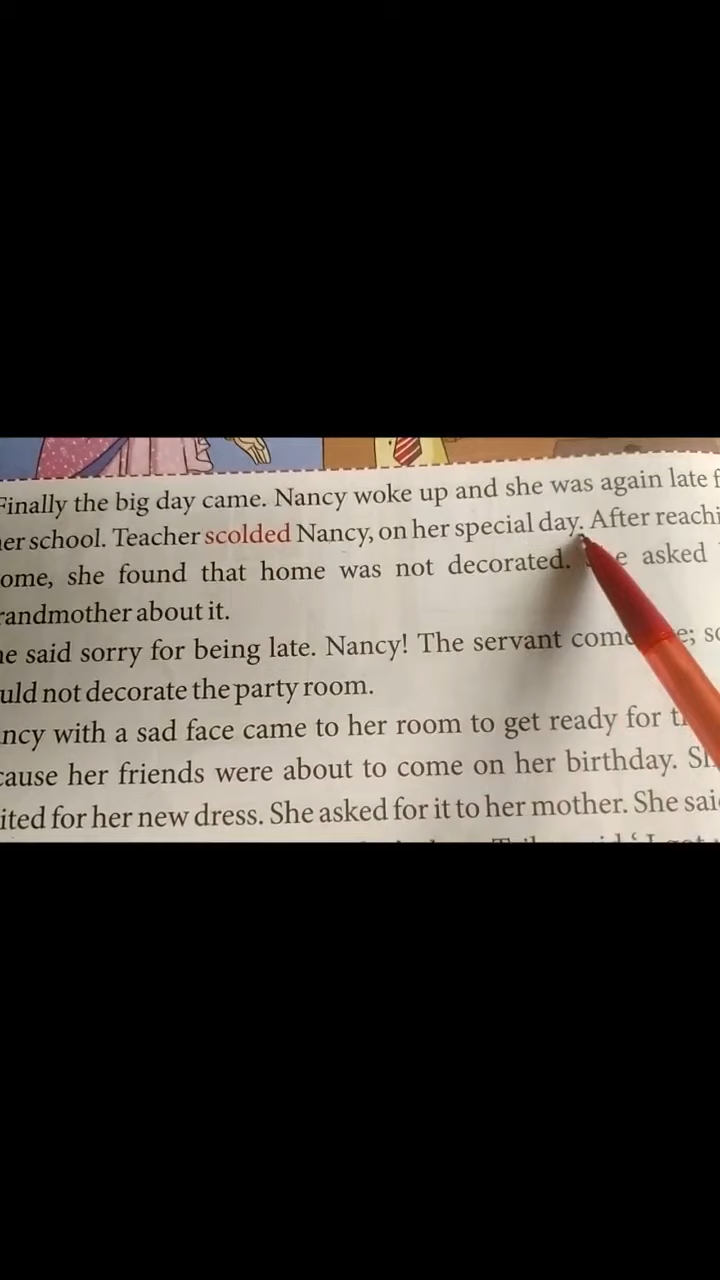 Finally the big day came. Nancy woke up and she was again late f
er school. Teacher scolded Nancy, on her special day. After reachi
ome, she found that home was not decorated. e asked
randmother about it.
he said sorry for being late. Nancy! The servant com e; so
uld not decorate the party room.
ncy with a sad face came to her room to get ready for t
cause her friends were about to come on her birthday. Sh
ited for her new dress. She asked for it to her mother. She said